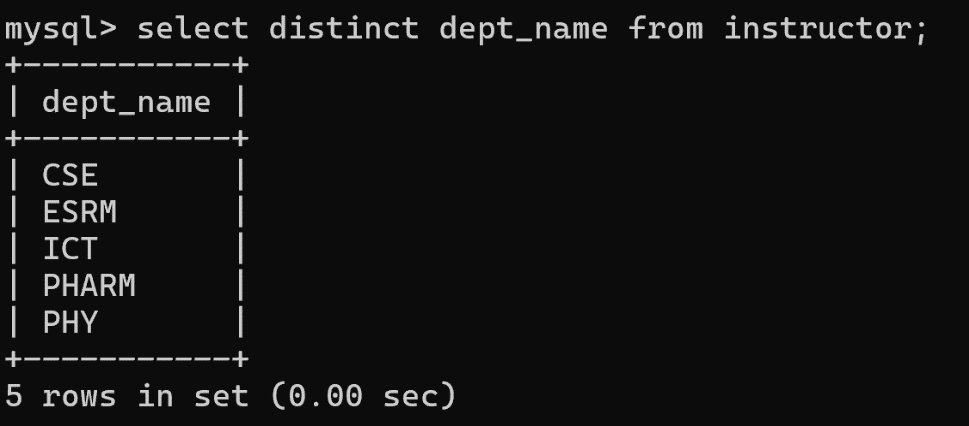 mysql> select distinct dept_name from instructor;
+-----------+
| dept_name |
+-----------+
| CSE       |
| ESRM      |
| ICT       |
| PHARM     |
| PHY       |
+-----------+
5 rows in set (0.00 sec)